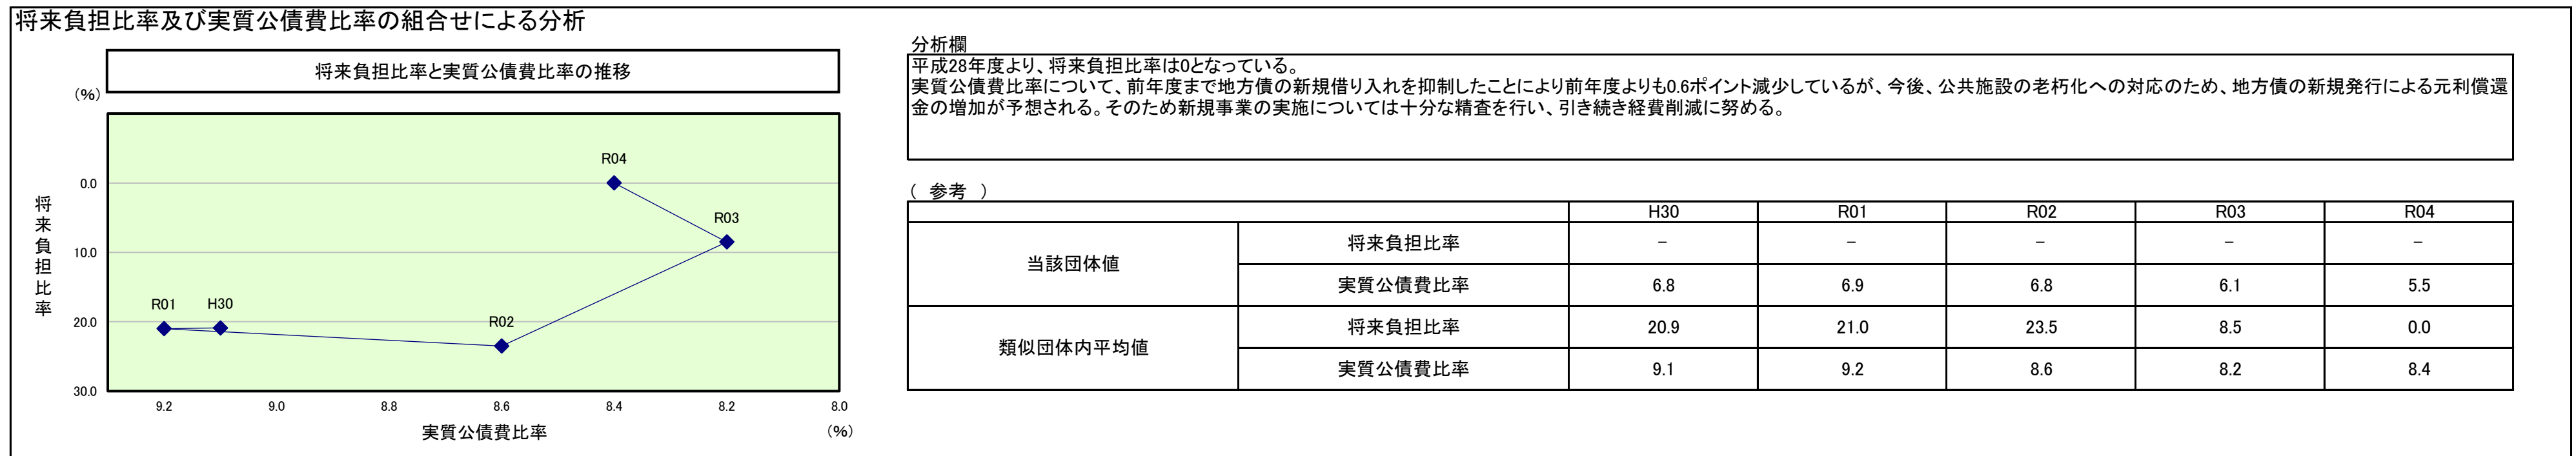 将来負担比率及び実質公債費比率の組合せによる分析
将来負担比率と実質公債費比率の推移
(%)
R04
0.0
R03
10.0
R01
H30
R02
20.0
30.0
将来負担比率
9.2 9.0 8.8 8.6 8.4 8.2 8.0
実質公債費比率
(%)
分析欄
平成28年度より、将来負担比率は0となっている。
実質公債費比率について、前年度まで地方債の新規借り入れを抑制したことにより前年度よりも0.6ポイント減少しているが、今後、公共施設の老朽化への対応のため、地方債の新規発行による元利償還
金の増加が予想される。そのため新規事業の実施については十分な精査を行い、引き続き経費削減に努める。
( 参考 )
H30 R01 R02 R03 R04
当該団体値
将来負担比率 － － － － －
実質公債費比率 6.8 6.9 6.8 6.1 5.5
類似団体内平均値
将来負担比率 20.9 21.0 23.5 8.5 0.0
実質公債費比率 9.1 9.2 8.6 8.2 8.4